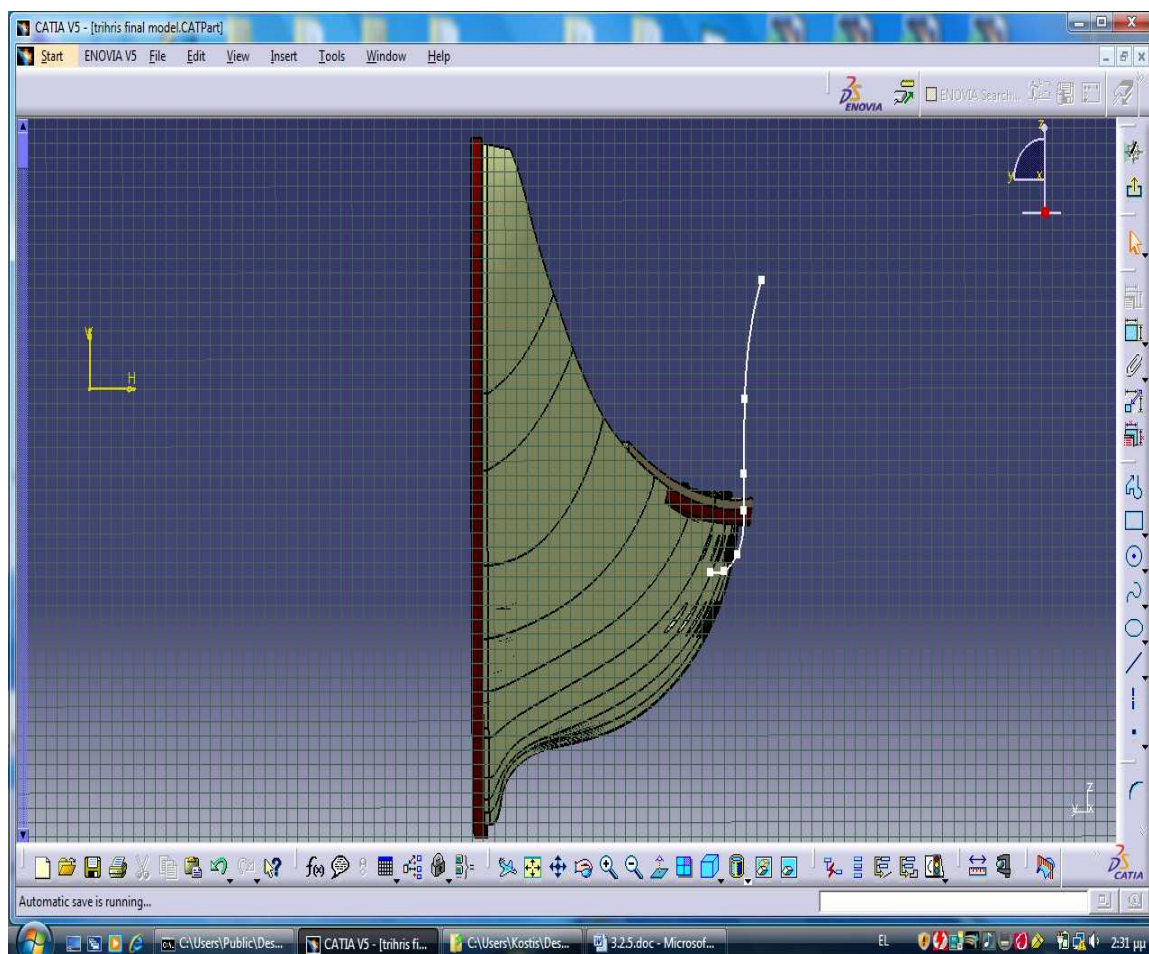 CATIA V5 - [trihris final model.CATPart]
Start ENOVIA V5 File Edit View Insert Tools Window Help
ENOVIA
ENOVIA Search...
z
y x
V
H
z
y x
f(x)
CATIA
Automatic save is running...
C:\Users\Public\Des... CATIA V5 - [trihris fi... C:\Users\Kostis\Des... 3.2.5.doc - Microsof... EL 2:31 μμ